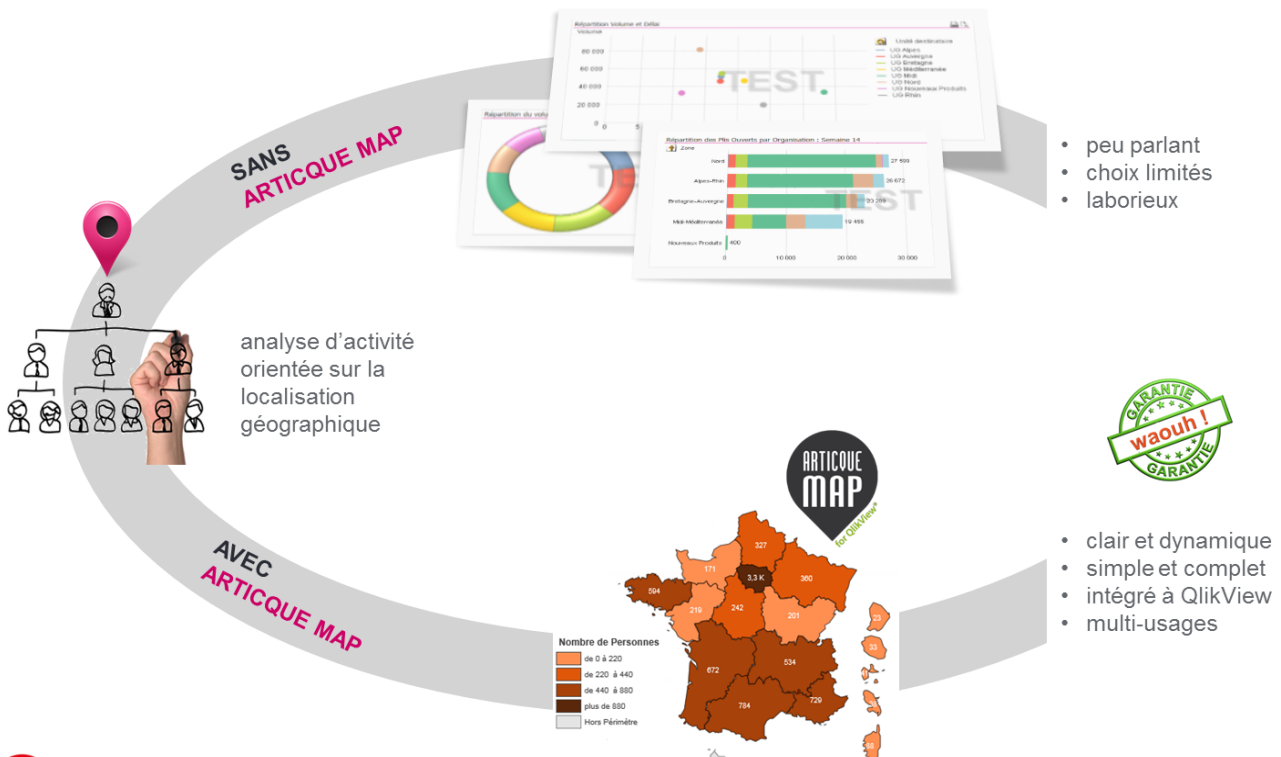 SANS
ARTICQUE MAP
Répartition Volume et Délai
Volume
80 000
60 000
40 000
20 000
0
5
TEST
Unité destinataire
UG Alpes
UG Auvergne
UG Bretagne
UG Méditerranée
UG Midi
UG Nord
UG Nouveaux Produits
UG Rhin
Répartition du volu
Répartition des Plis Ouverts par Organisation : Semaine 14
Zone
Nord
27 599
Alpes-Rhin
26 672
Bretagne-Auvergne
Midi-Méditerranée
Nouveaux Produits
400
0
10 000
20 000
30 000
TEST
• peu parlant
• choix limités
• laborieux
analyse d’activité
orientée sur la
localisation
géographique
GARANTIE
waouh !
GARANTIE
AVEC
ARTICQUE MAP
ARTICQUE
MAP
for QlikView®
327
171
3,3 K
360
594
219
242
201
672
534
784
729
23
33
Nombre de Personnes
de 0 à 220
de 220 à 440
de 440 à 880
plus de 880
Hors Périmètre
• clair et dynamique
• simple et complet
• intégré à QlikView
• multi-usages